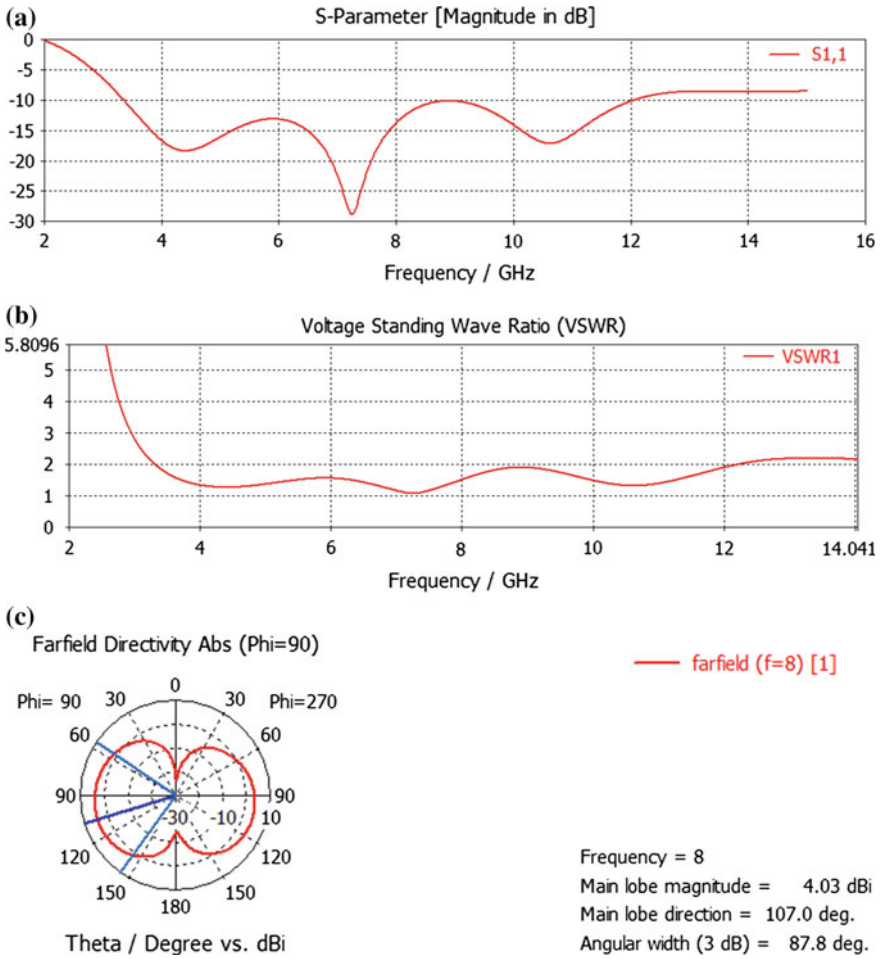 (a)
S-Parameter [Magnitude in dB]
0
-5
-10
-15
-20
-25
-30
S1,1
2 4 6 8 10 12 14 16
Frequency / GHz
(b)
Voltage Standing Wave Ratio (VSWR)
5.8096
5
4
3
2
1
0
VSWR1
2 4 6 8 10 12 14.041
Frequency / GHz
(c)
Farfield Directivity Abs (Phi=90)
farfield (f=8) [1]
Phi= 90 30 0 30 Phi=270
60 60
90 -30 -10 10 90
120 120
150 180 150
Theta / Degree vs. dBi
Frequency = 8
Main lobe magnitude = 4.03 dBi
Main lobe direction = 107.0 deg.
Angular width (3 dB) = 87.8 deg.